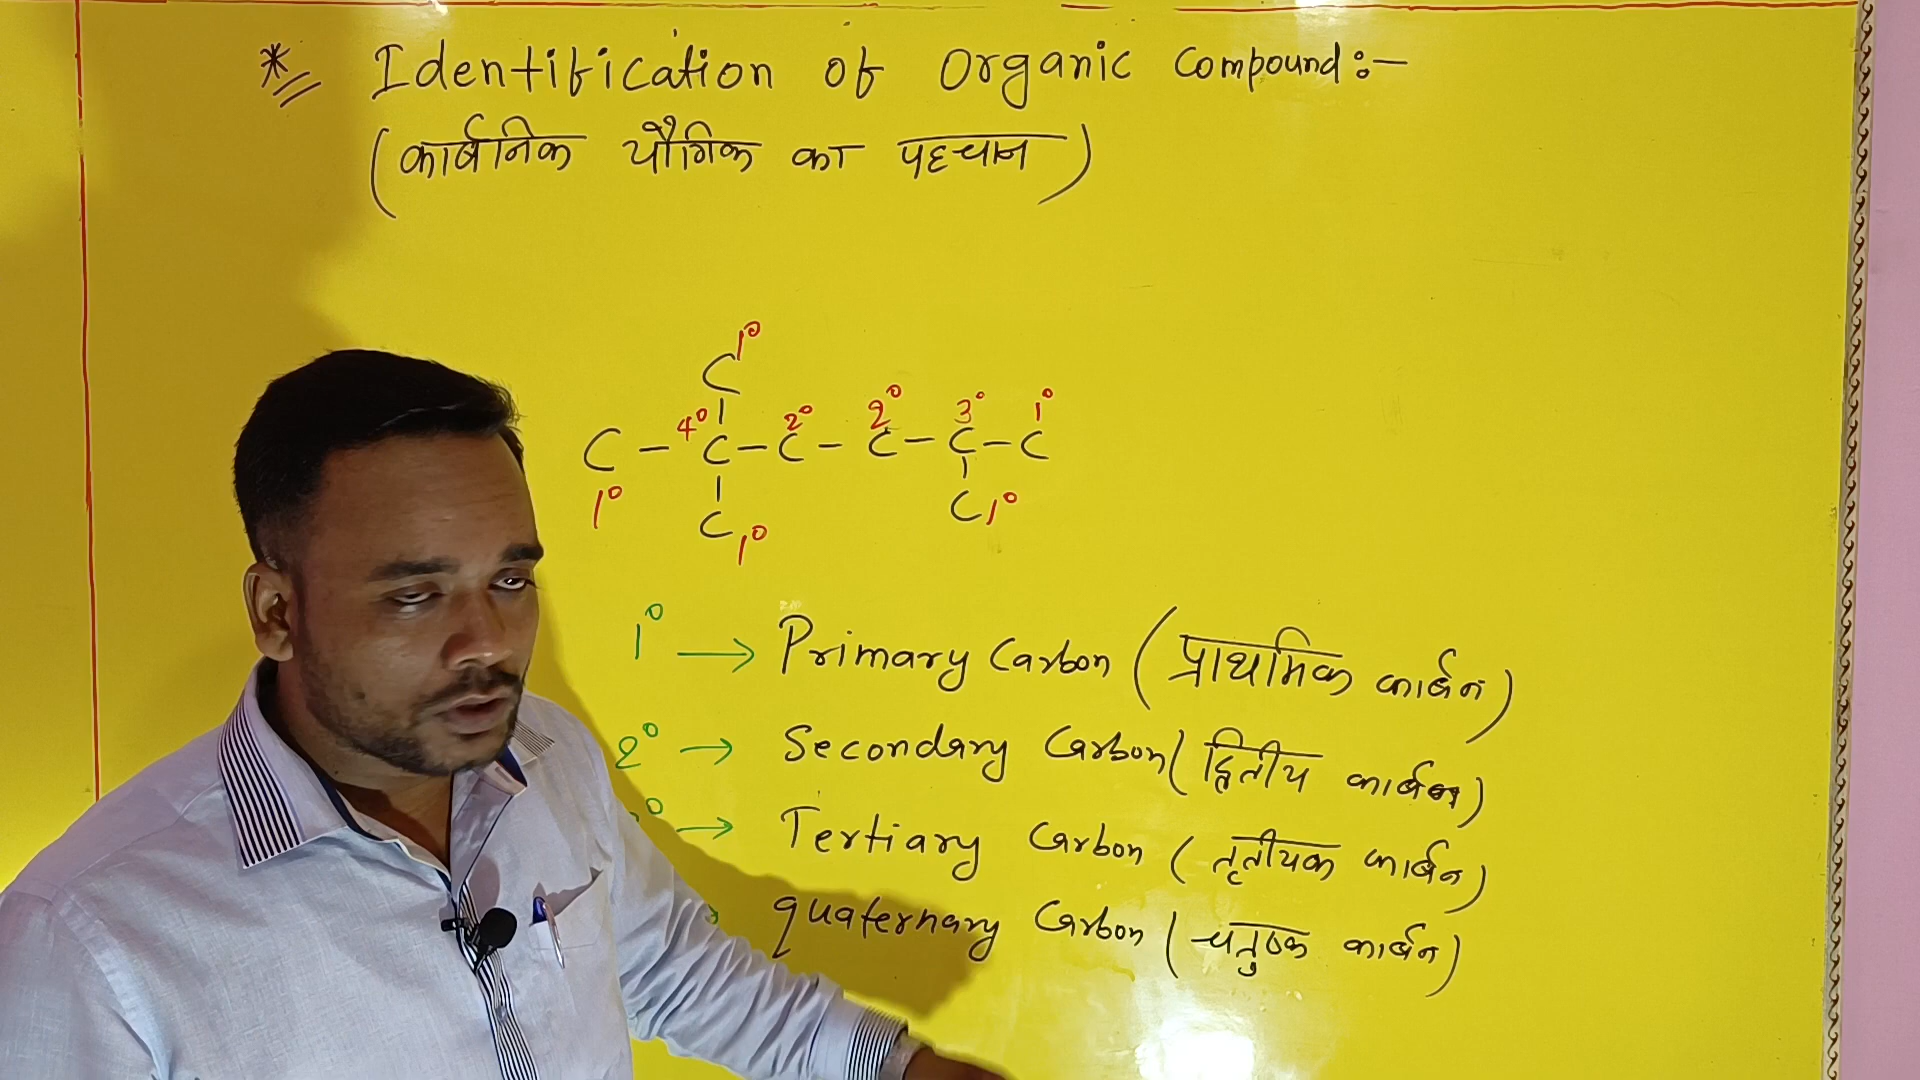 * Identification of Organic Compound:-
(कार्बनिक यौगिक का पहचान)
1°
C
4° 2° 2° 3° 1°
C - C - C - C - C - C
1° C 1° C 1°
1° → Primary Carbon (प्राथमिक कार्बन)
2° → Secondary Carbon (द्वितीय कार्बन)
° → Tertiary Carbon (तृतीयक कार्बन)
quaternary Carbon (चतुष्क कार्बन)